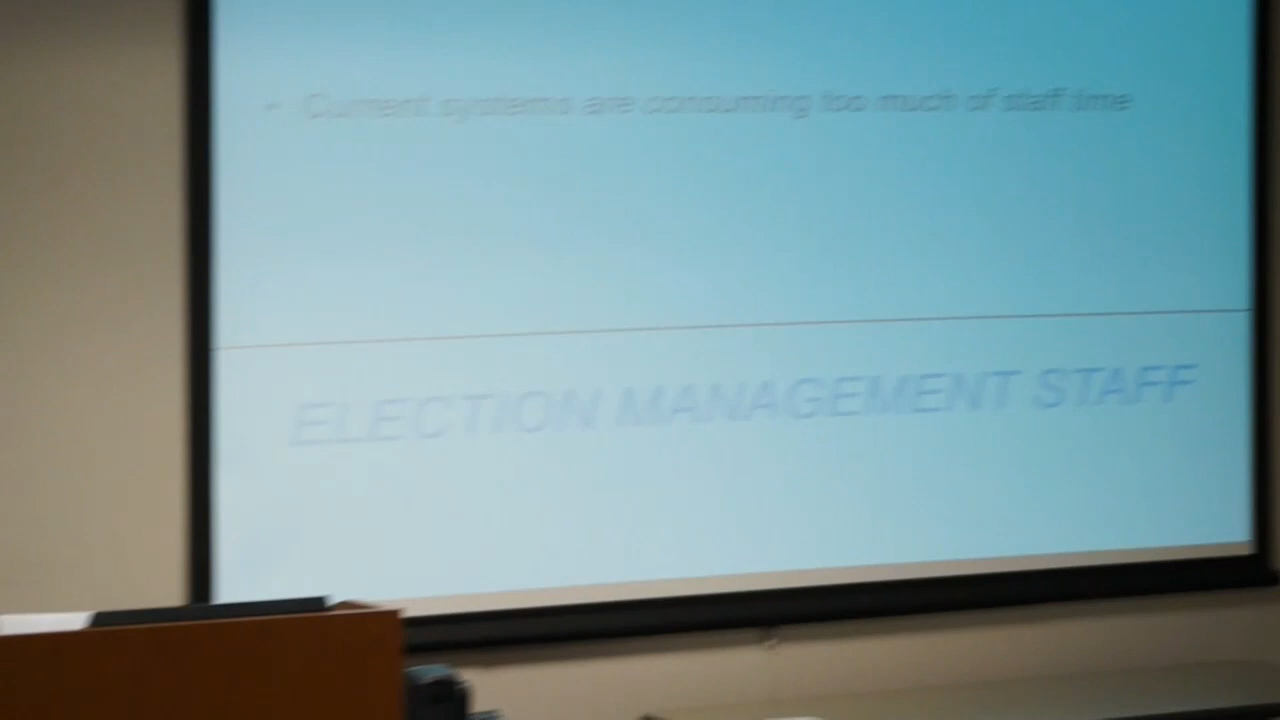 • Current systems are consuming too much of staff time
ELECTION MANAGEMENT STAFF